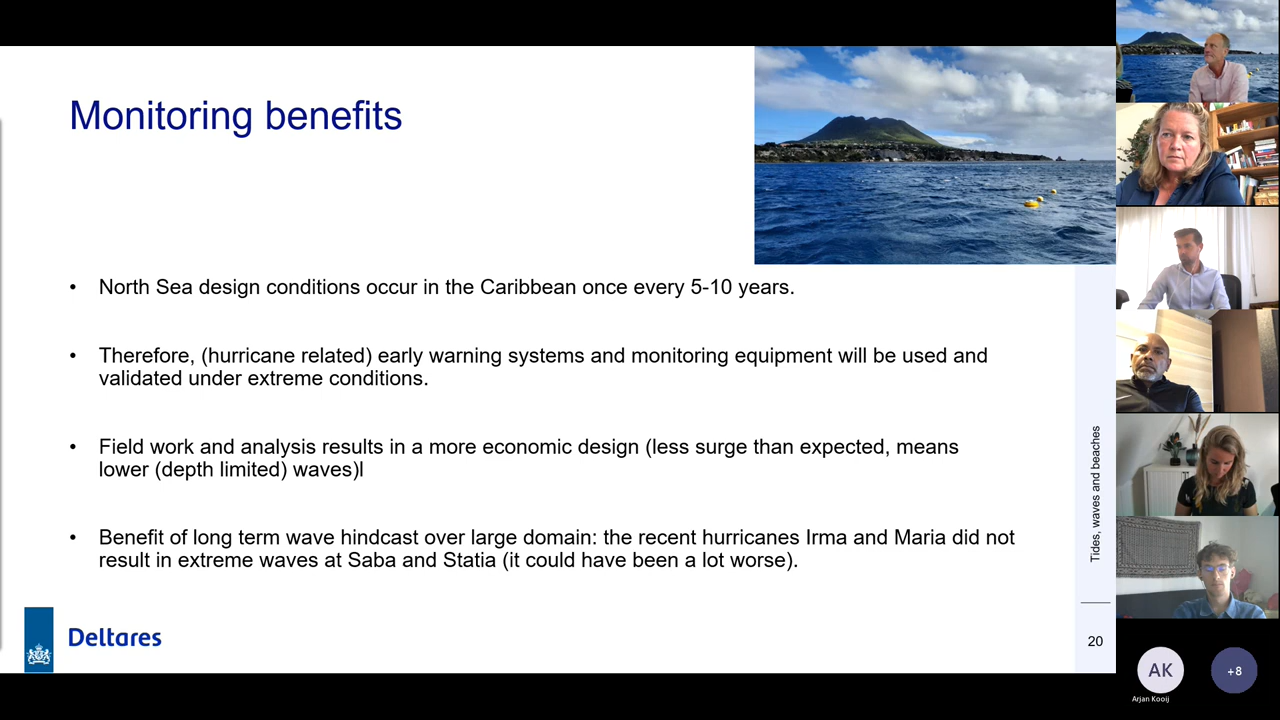 Monitoring benefits
• North Sea design conditions occur in the Caribbean once every 5-10 years.
• Therefore, (hurricane related) early warning systems and monitoring equipment will be used and
validated under extreme conditions.
• Field work and analysis results in a more economic design (less surge than expected, means
lower (depth limited) waves)l
• Benefit of long term wave hindcast over large domain: the recent hurricanes Irma and Maria did not
result in extreme waves at Saba and Statia (it could have been a lot worse).
Tides, waves and beaches
20
Deltares
AK
+8
Arjan Kooij